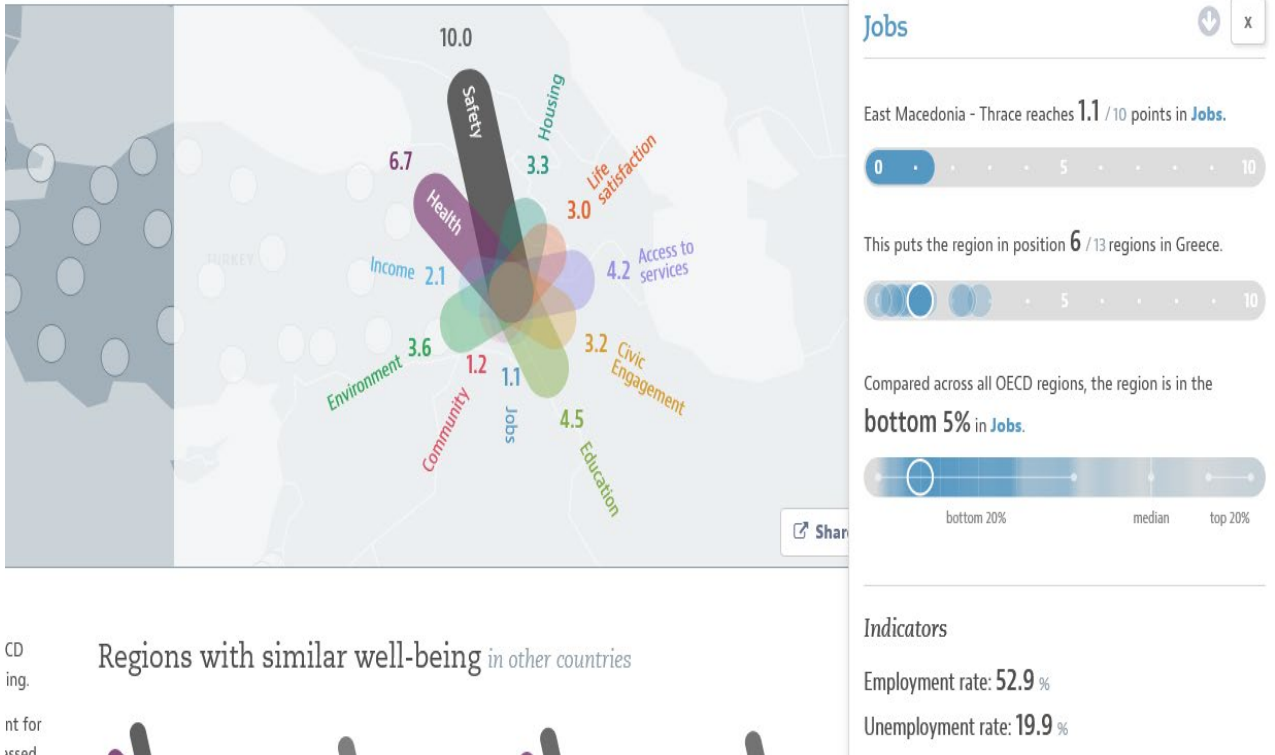 10.0
Safety
Housing
3.3
6.7
Health
Life
satisfaction
3.0
Access to
services
4.2
TURKEY
Income 2.1
3.6
Environment
1.2
Community
1.1
Jobs
3.2
Civic
Engagement
4.5
Education
Shar
CD
ing.
nt for
Regions with similar well-being in other countries
Jobs
x
East Macedonia - Thrace reaches 1.1 / 10 points in Jobs.
0 5 10
This puts the region in position 6 / 13 regions in Greece.
5 10
Compared across all OECD regions, the region is in the
bottom 5% in Jobs.
bottom 20% median top 20%
Indicators
Employment rate: 52.9 %
Unemployment rate: 19.9 %